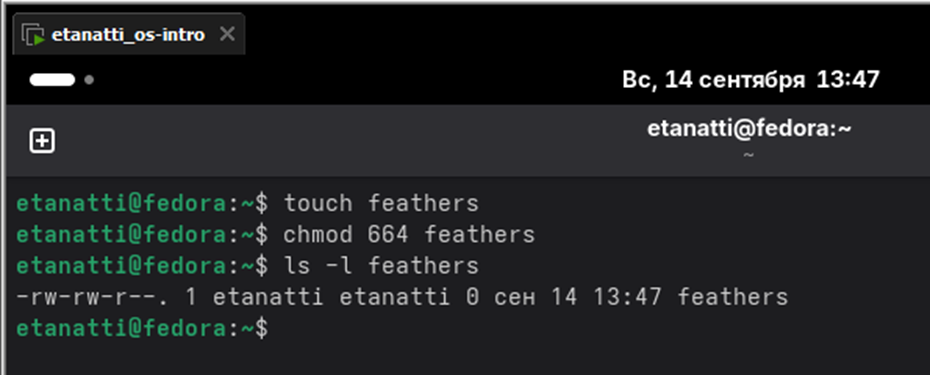 etanatti_os-intro
Вс, 14 сентября 13:47
etanatti@fedora:~
~
etanatti@fedora:~$ touch feathers
etanatti@fedora:~$ chmod 664 feathers
etanatti@fedora:~$ ls -l feathers
-rw-rw-r--. 1 etanatti etanatti 0 сен 14 13:47 feathers
etanatti@fedora:~$